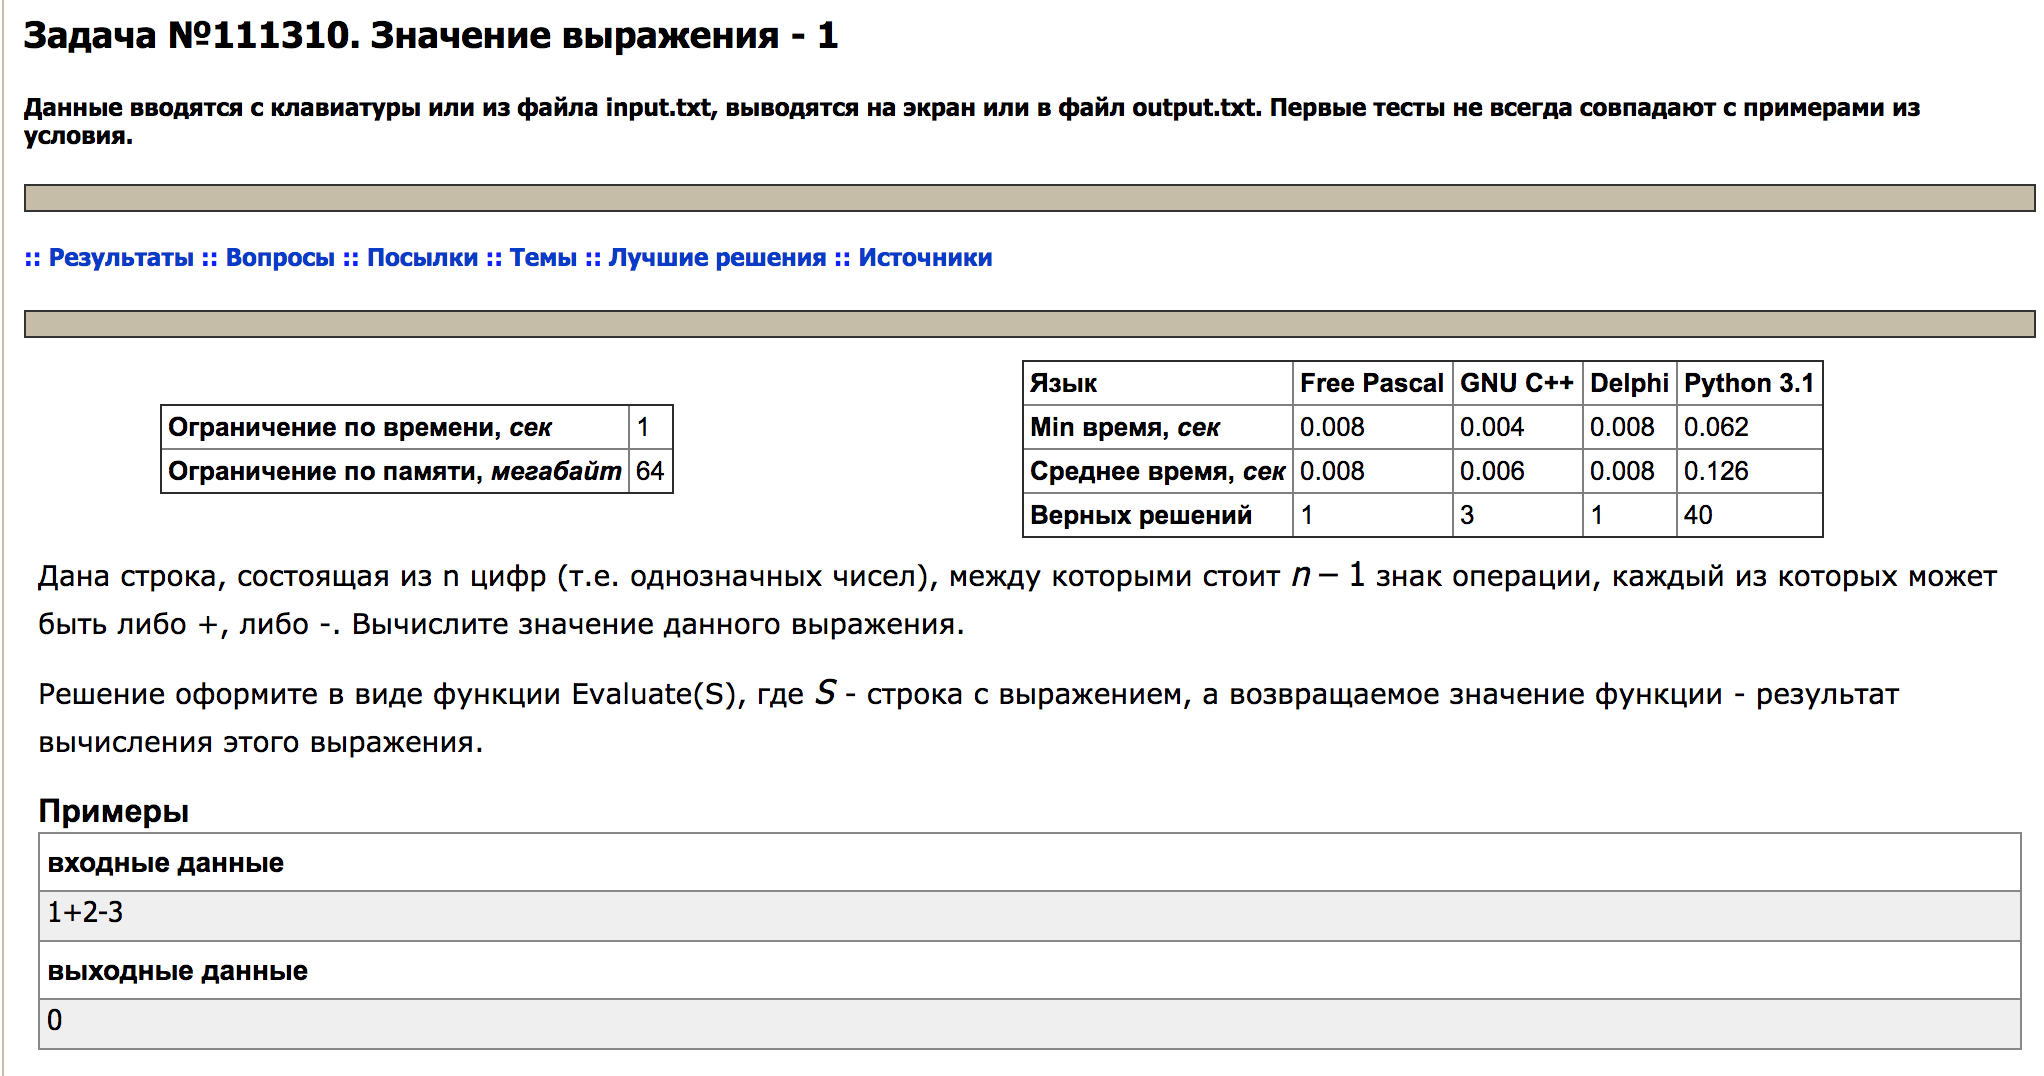 Задача №111310. Значение выражения - 1
Данные вводятся с клавиатуры или из файла input.txt, выводятся на экран или в файл output.txt. Первые тесты не всегда совпадают с примерами из
условия.
:: Результаты :: Вопросы :: Посылки :: Темы :: Лучшие решения :: Источники
Ограничение по времени, сек 1
Ограничение по памяти, мегабайт 64
Язык Free Pascal GNU C++ Delphi Python 3.1
Min время, сек 0.008 0.004 0.008 0.062
Среднее время, сек 0.008 0.006 0.008 0.126
Верных решений 1 3 1 40
Дана строка, состоящая из n цифр (т.е. однозначных чисел), между которыми стоит n − 1 знак операции, каждый из которых может
быть либо +, либо -. Вычислите значение данного выражения.
Решение оформите в виде функции Evaluate(S), где S - строка с выражением, а возвращаемое значение функции - результат
вычисления этого выражения.
Примеры
входные данные
1+2-3
выходные данные
0